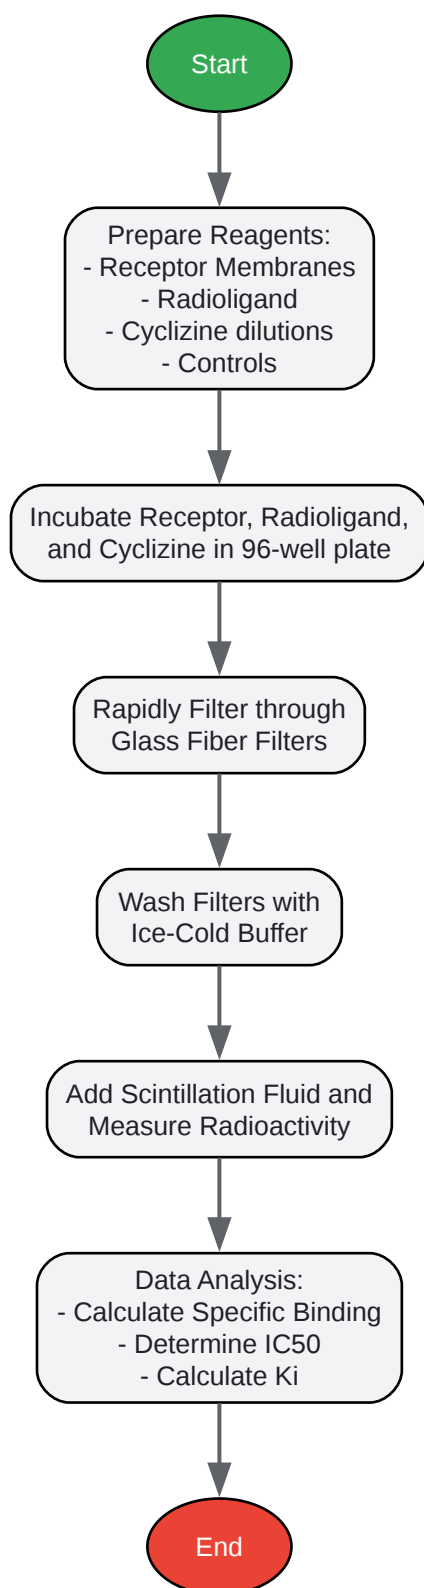 Start
Prepare Reagents:
- Receptor Membranes
- Radioligand
- Cyclizine dilutions
- Controls
Incubate Receptor, Radioligand,
and Cyclizine in 96-well plate
Rapidly Filter through
Glass Fiber Filters
Wash Filters with
Ice-Cold Buffer
Add Scintillation Fluid and
Measure Radioactivity
Data Analysis:
- Calculate Specific Binding
- Determine IC50
- Calculate Ki
End